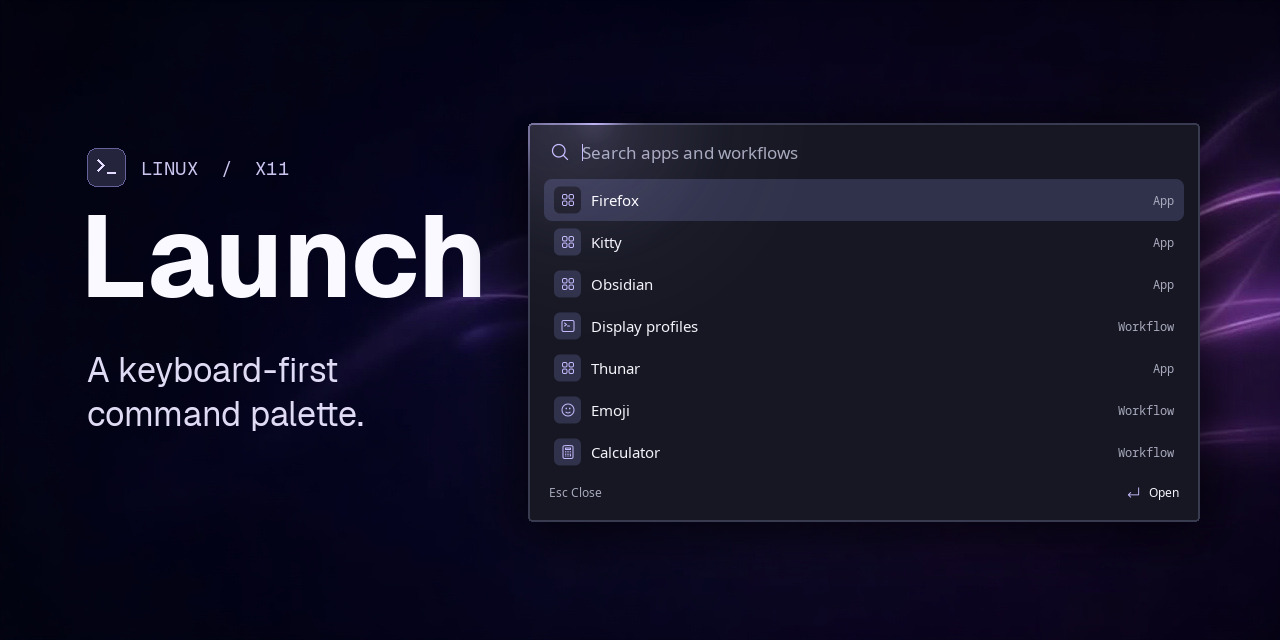 LINUX / X11
Launch
A keyboard-first
command palette.
Search apps and workflows
Firefox App
Kitty App
Obsidian App
Display profiles Workflow
Thunar App
Emoji Workflow
Calculator Workflow
Esc Close Open